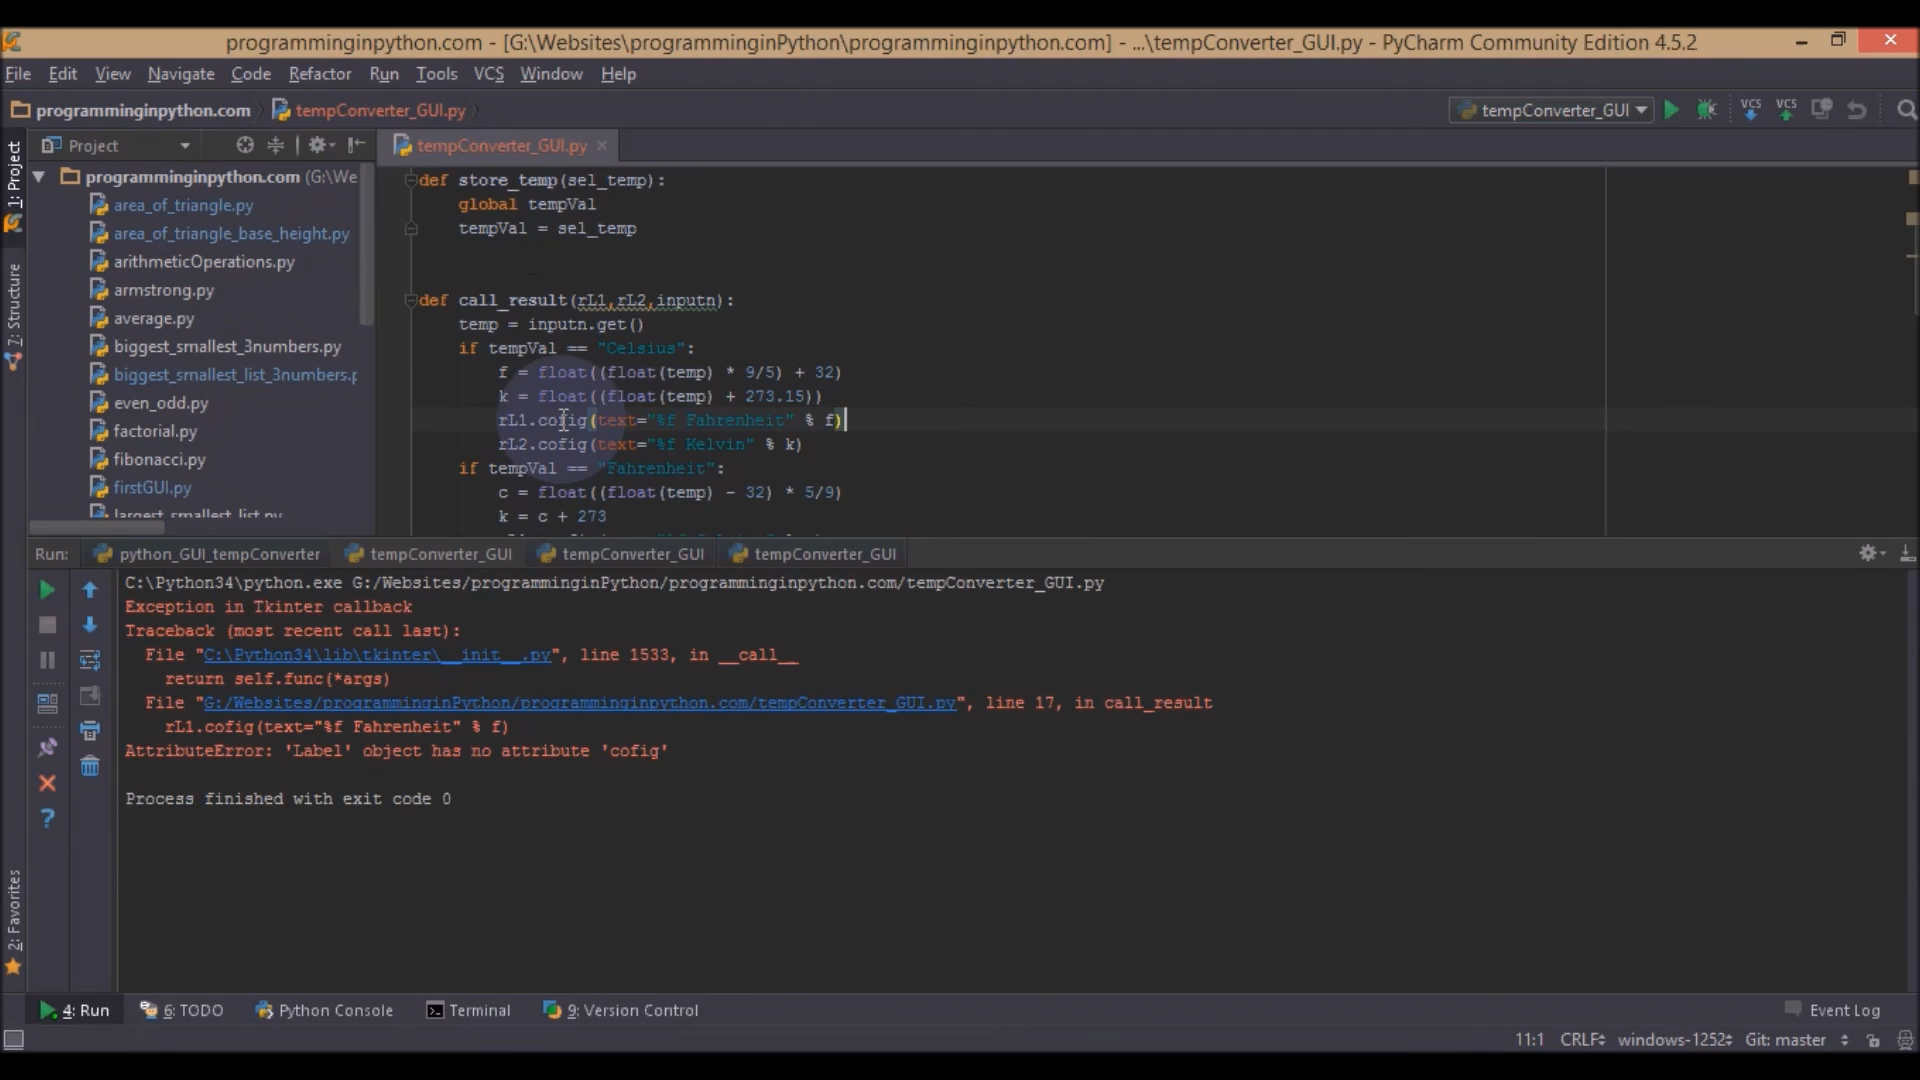 programminginpython.com - [G:\Websites\programminginPython\programminginpython.com] - ...\tempConverter_GUI.py - PyCharm Community Edition 4.5.2
File Edit View Navigate Code Refactor Run Tools VCS Window Help
programminginpython.com tempConverter_GUI.py
tempConverter_GUI VCS VCS
1: Project
7: Structure
2: Favorites
Project
programminginpython.com (G:\We
area_of_triangle.py
area_of_triangle_base_height.py
arithmeticOperations.py
armstrong.py
average.py
biggest_smallest_3numbers.py
biggest_smallest_list_3numbers.p
even_odd.py
factorial.py
fibonacci.py
firstGUI.py
largest_smallest_list.py
tempConverter_GUI.py
def store_temp(sel_temp):
global tempVal
tempVal = sel_temp
def call_result(rL1,rL2,inputn):
temp = inputn.get()
if tempVal == "Celsius":
f = float((float(temp) * 9/5) + 32)
k = float((float(temp) + 273.15))
rL1.cofig(text="%f Fahrenheit" % f)
rL2.cofig(text="%f Kelvin" % k)
if tempVal == "Fahrenheit":
c = float((float(temp) - 32) * 5/9)
k = c + 273
Run: python_GUI_tempConverter tempConverter_GUI tempConverter_GUI tempConverter_GUI
C:\Python34\python.exe G:/Websites/programminginPython/programminginpython.com/tempConverter_GUI.py
Exception in Tkinter callback
Traceback (most recent call last):
File "C:\Python34\lib\tkinter\__init__.py", line 1533, in __call__
return self.func(*args)
File "G:/Websites/programminginPython/programminginpython.com/tempConverter_GUI.py", line 17, in call_result
rL1.cofig(text="%f Fahrenheit" % f)
AttributeError: 'Label' object has no attribute 'cofig'
Process finished with exit code 0
4: Run 6: TODO Python Console Terminal 9: Version Control Event Log
11:1 CRLF windows-1252 Git: master